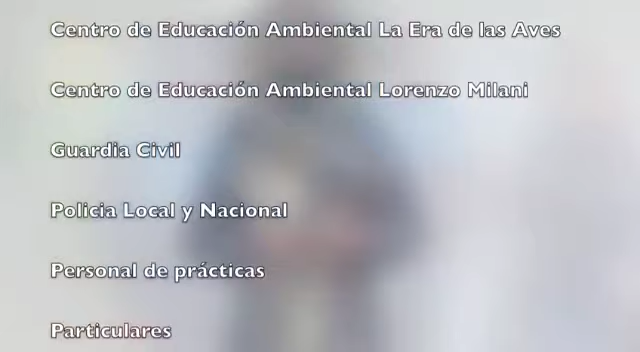 Centro de Educación Ambiental La Era de las Aves
Centro de Educación Ambiental Lorenzo Milani
Guardia Civil
Policia Local y Nacional
Personal de prácticas
Particulares